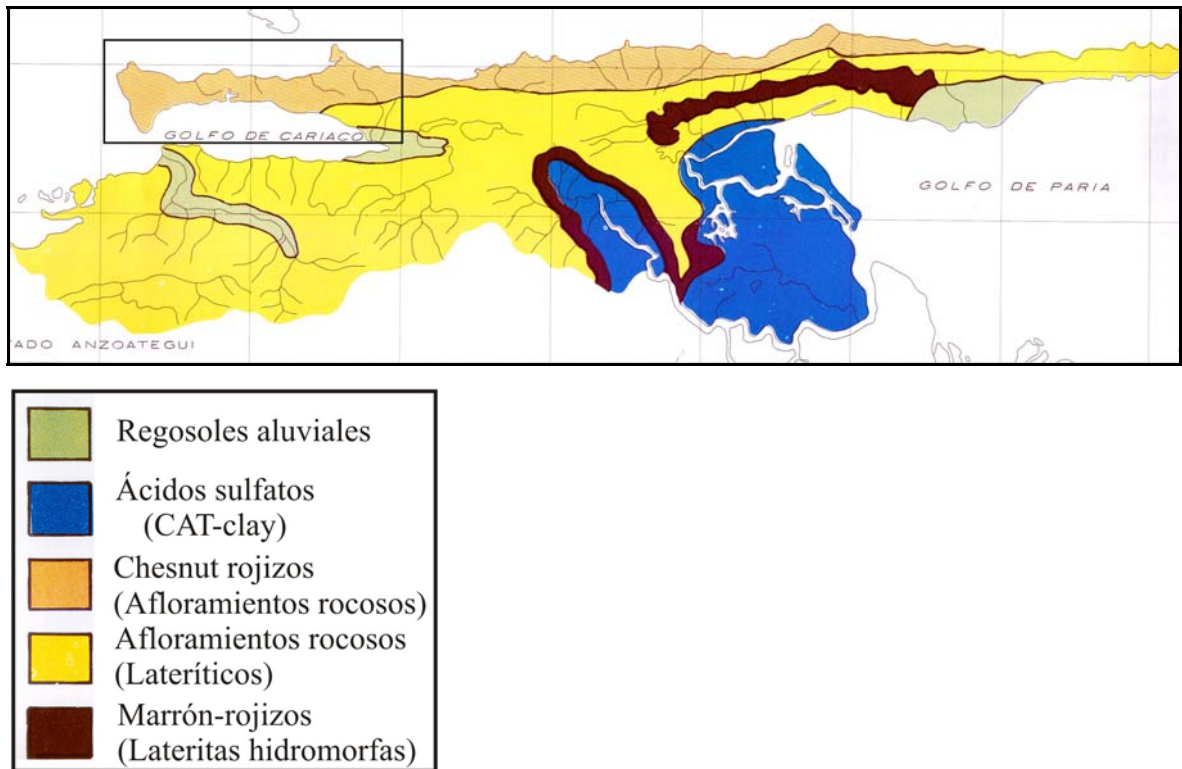 GOLFO DE CARIACO
GOLFO DE PARIA
TADO ANZOATEGUI
Regosoles aluviales
Ácidos sulfatos
(CAT-clay)
Chesnut rojizos
(Afloramientos rocosos)
Afloramientos rocosos
(Lateríticos)
Marrón-rojizos
(Lateritas hidromorfas)